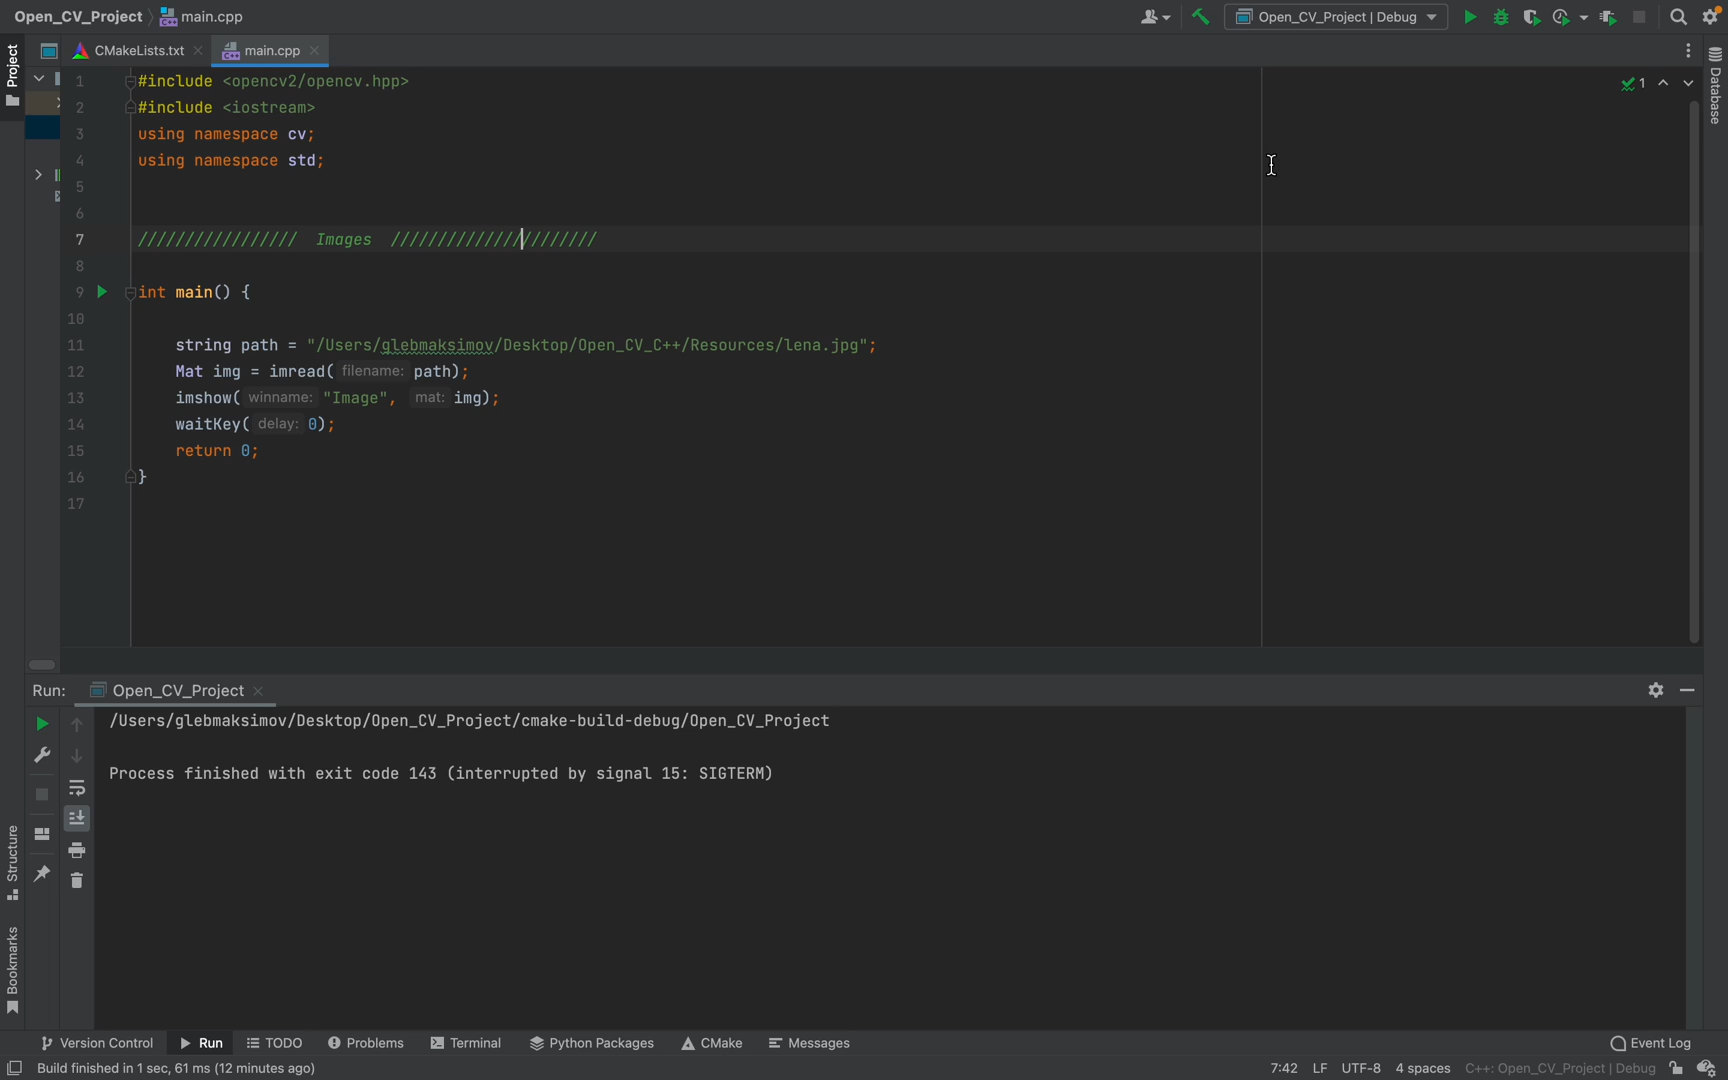 Open_CV_Project main.cpp Open_CV_Project | Debug
Project
CMakeLists.txt main.cpp
1 #include <opencv2/opencv.hpp>
2 #include <iostream>
3 using namespace cv;
4 using namespace std;
5
6
7 ///////////////// Images //////////////////////
8
9 int main() {
10
11 string path = "/Users/glebmaksimov/Desktop/Open_CV_C++/Resources/lena.jpg";
12 Mat img = imread( filename: path);
13 imshow( winname: "Image", mat: img);
14 waitKey( delay: 0);
15 return 0;
16 }
17
1
Database
Run: Open_CV_Project
/Users/glebmaksimov/Desktop/Open_CV_Project/cmake-build-debug/Open_CV_Project
Process finished with exit code 143 (interrupted by signal 15: SIGTERM)
Structure
Bookmarks
Version Control Run TODO Problems Terminal Python Packages CMake Messages Event Log
Build finished in 1 sec, 61 ms (12 minutes ago) 7:42 LF UTF-8 4 spaces C++: Open_CV_Project | Debug